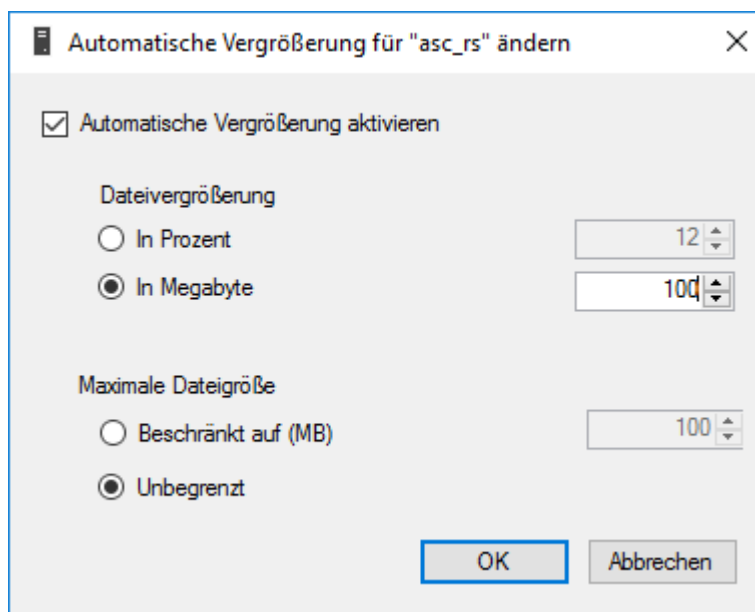 Automatische Vergrößerung für "asc_rs" ändern
Automatische Vergrößerung aktivieren
Dateivergrößerung
In Prozent 12
In Megabyte 100
Maximale Dateigröße
Beschränkt auf (MB) 100
Unbegrenzt
OK Abbrechen